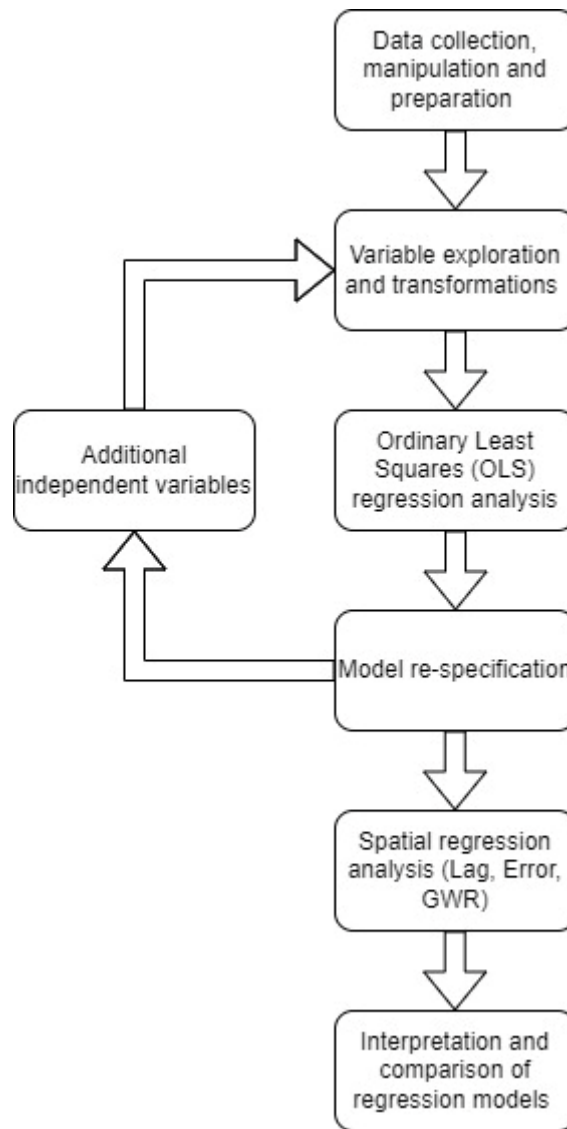 Data collection,
manipulation and
preparation
Variable exploration
and transformations
Additional
independent variables
Ordinary Least
Squares (OLS)
regression analysis
Model re-specification
Spatial regression
analysis (Lag, Error,
GWR)
Interpretation and
comparison of
regression models